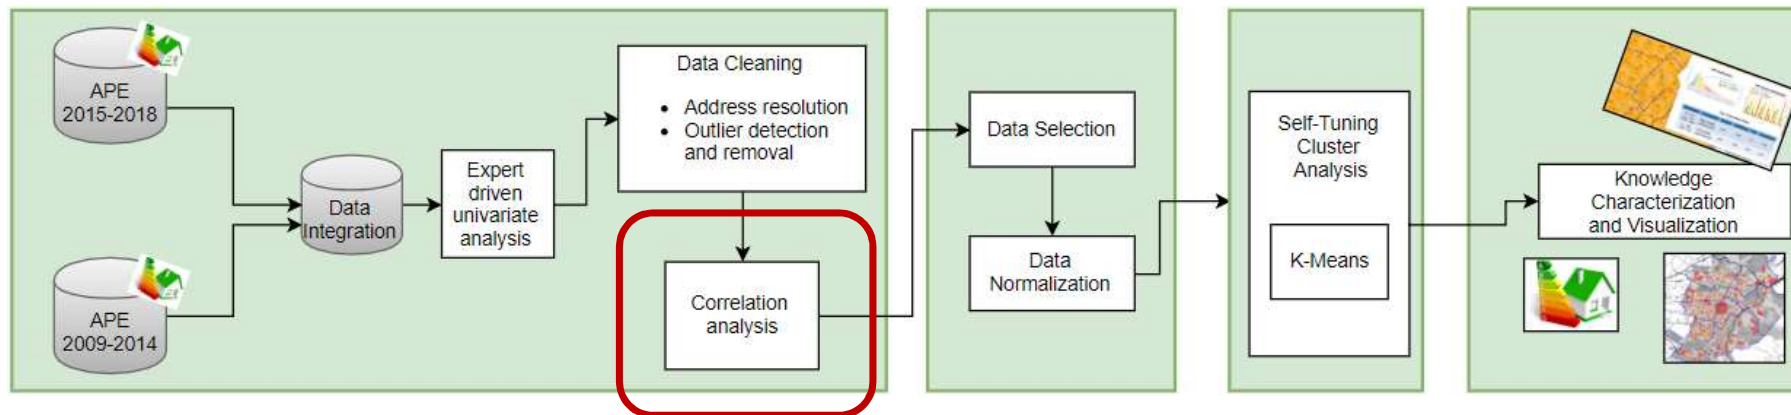 APE
2015-2018
APE
2009-2014
Data
Integration
Expert
driven
univariate
analysis
Data Cleaning
• Address resolution
• Outlier detection
and removal
Correlation
analysis
Data Selection
Data
Normalization
Self-Tuning
Cluster
Analysis
K-Means
Knowledge
Characterization
and Visualization